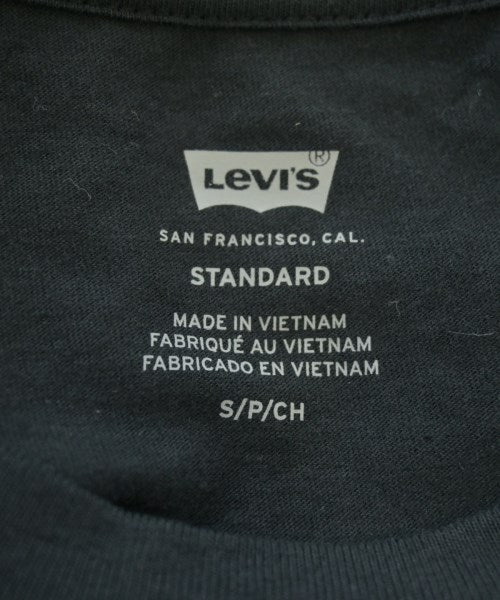 LEVI'S®
SAN FRANCISCO, CAL.
STANDARD
MADE IN VIETNAM
FABRIQUÉ AU VIETNAM
FABRICADO EN VIETNAM
S/P/CH